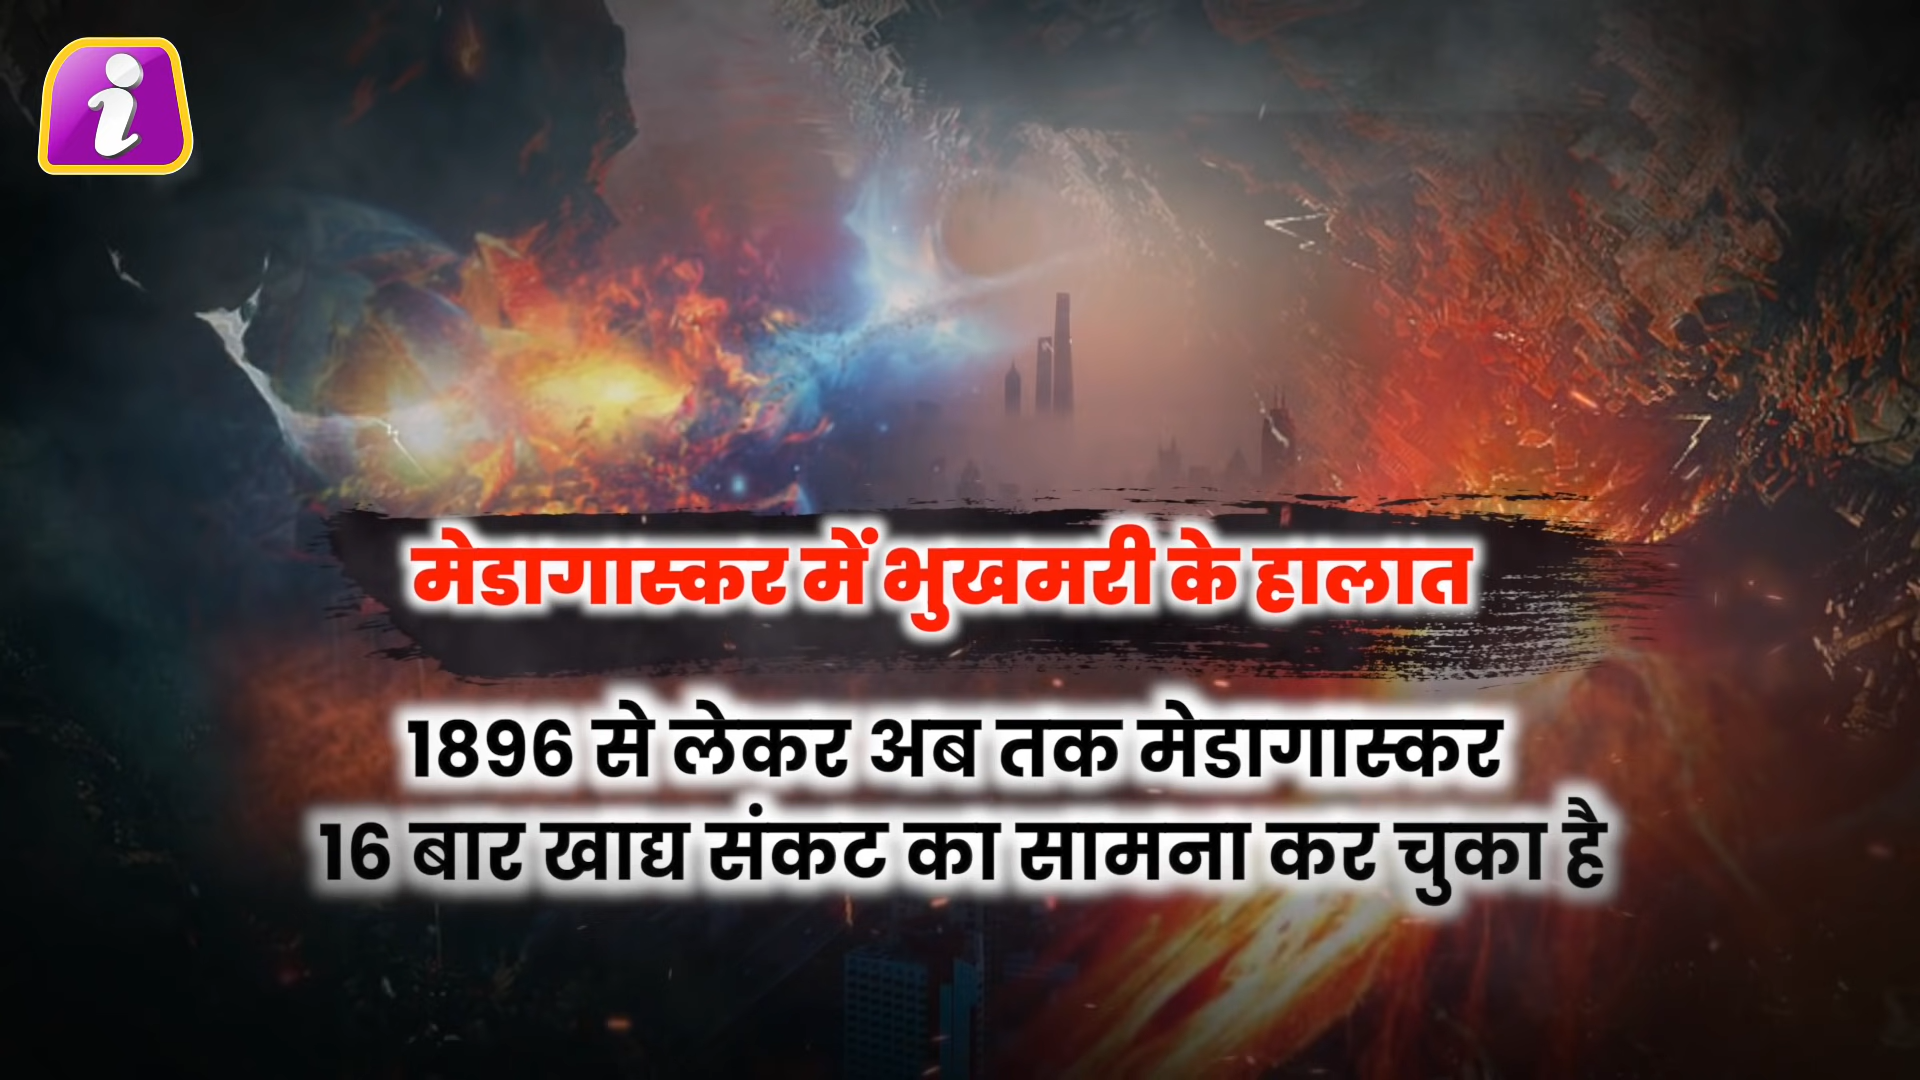 i
मेडागास्कर में भुखमरी के हालात
1896 से लेकर अब तक मेडागास्कर
16 बार खाद्य संकट का सामना कर चुका है